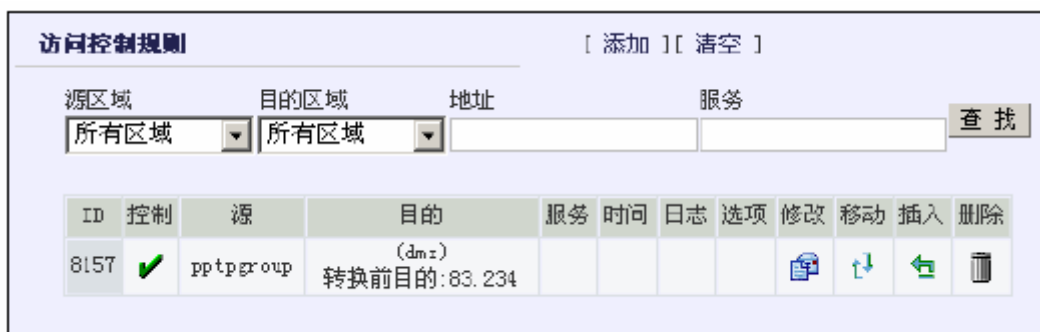 访问控制规则 [ 添加 ][ 清空 ]
源区域 目的区域 地址 服务
所有区域 所有区域 查 找
ID 控制 源 目的 服务 时间 日志 选项 修改 移动 插入 删除
8157 pptpgroup (dmz) 转换前目的:83.234